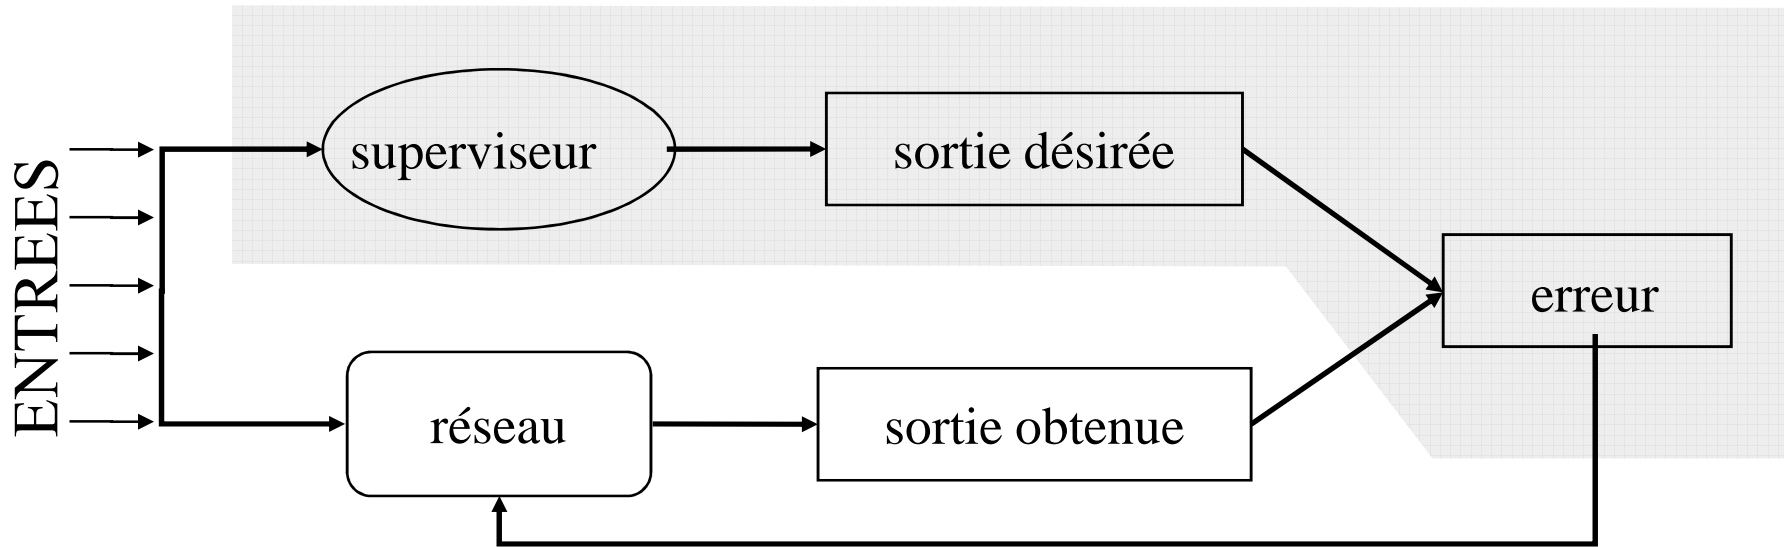 ENTREES
superviseur
sortie désirée
erreur
réseau
sortie obtenue